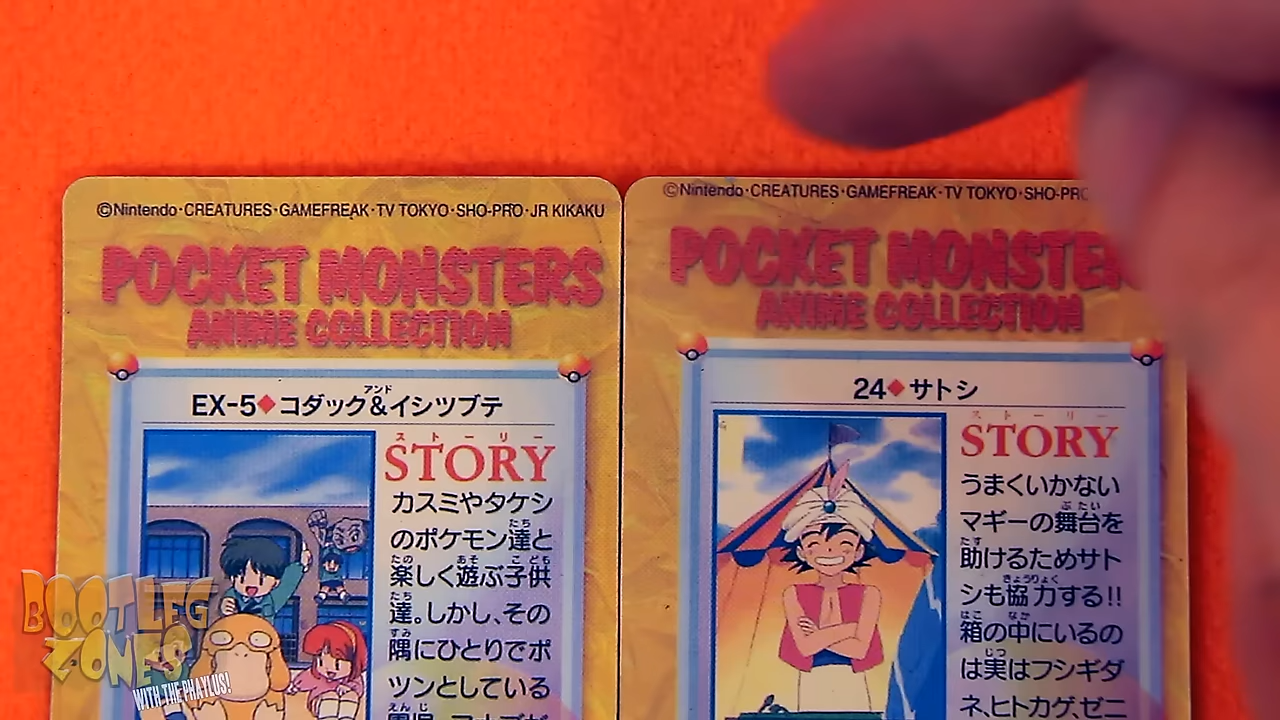 ©Nintendo·CREATURES·GAMEFREAK·TV TOKYO·SHO-PRO·JR KIKAKU
POCKET MONSTERS
ANIME COLLECTION
アンド
EX-5◆コダック&イシツブテ
ストーリー
STORY
カスミやタケシ
たち
のポケモン達と
たの あそ こども
楽しく遊ぶ子供
たち
達。しかし、その
すみ
隅にひとりでポ
ツンとしている
えんじ
©Nintendo·CREATURES·GAMEFREAK·TV TOKYO·SHO-PR
POCKET MONSTE
ANIME COLLECTION
24◆サトシ
ストーリー
STORY
うまくいかない
ぶたい
マギーの舞台を
たす
助けるためサト
きょうりょく
シも協力する!!
はこ なか
箱の中にいるの
じつ
は実はフシギダ
ネ、ヒトカゲ、ゼニ
BOOTLEG
ZONES
WITH THE PHAYLUS!